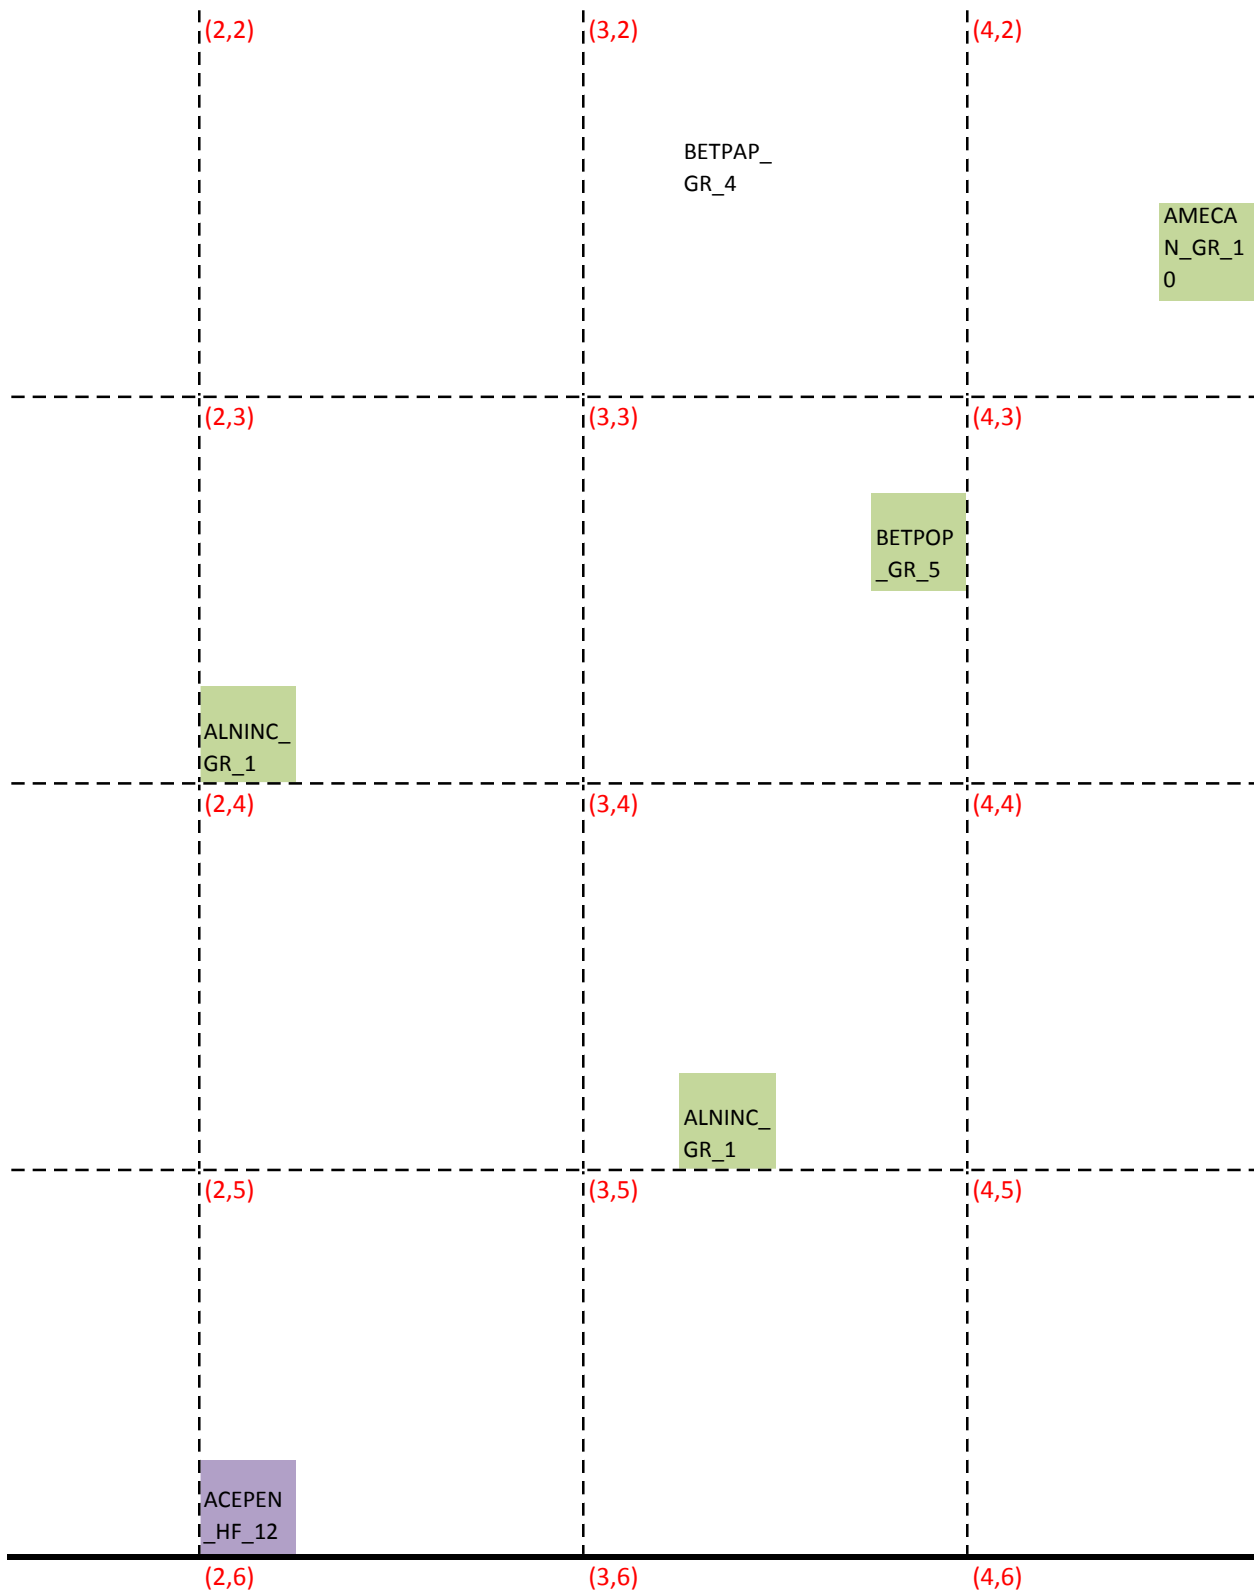 (2,2) (3,2) (4,2)
BETPAP_
GR_4
AMECA
N_GR_1
0
(2,3) (3,3) (4,3)
BETPOP
_GR_5
ALNINC_
GR_1
(2,4) (3,4) (4,4)
ALNINC_
GR_1
(2,5) (3,5) (4,5)
ACEPEN
_HF_12
(2,6) (3,6) (4,6)